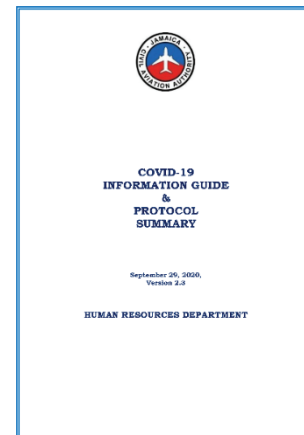 JAMAICA
CIVIL AVIATION AUTHORITY
COVID-19
INFORMATION GUIDE
&
PROTOCOL
SUMMARY
September 29, 2020,
Version 2.3
HUMAN RESOURCES DEPARTMENT